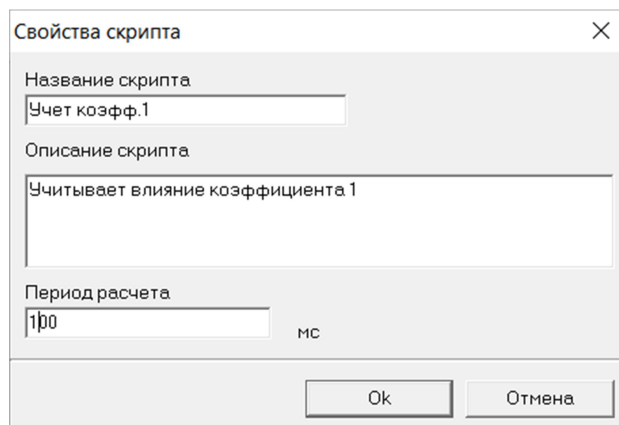 Свойства скрипта
Название скрипта
Учет коэфф.1
Описание скрипта
Учитывает влияние коэффициента 1
Период расчета
100
мс
Ok
Отмена